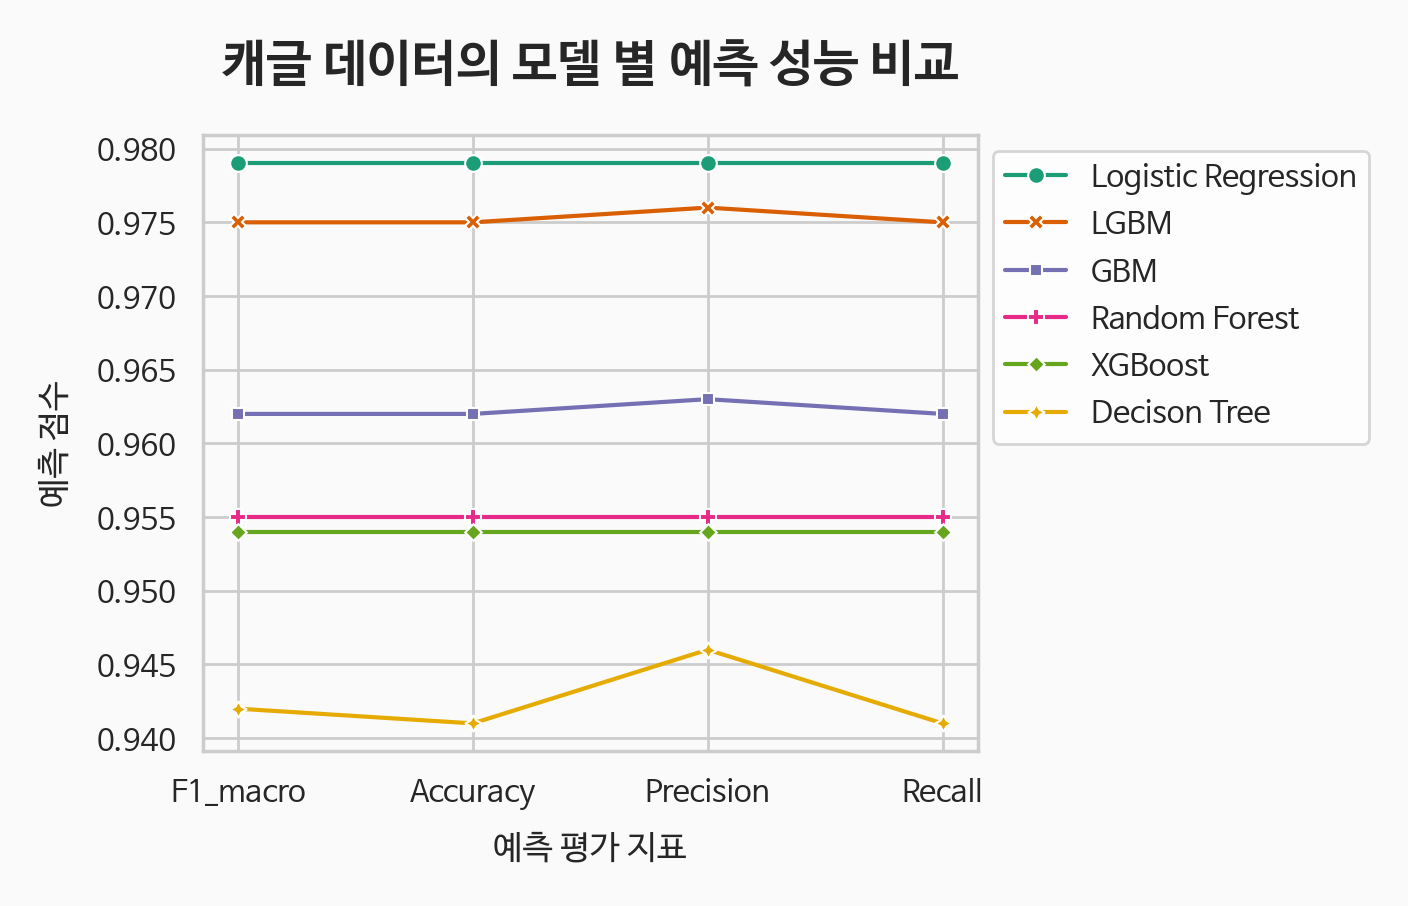 캐글 데이터의 모델 별 예측 성능 비교
0.980
0.975
0.970
0.965
0.960
0.955
0.950
0.945
0.940
예측 점수
F1_macro Accuracy Precision Recall
예측 평가 지표
Logistic Regression
LGBM
GBM
Random Forest
XGBoost
Decison Tree